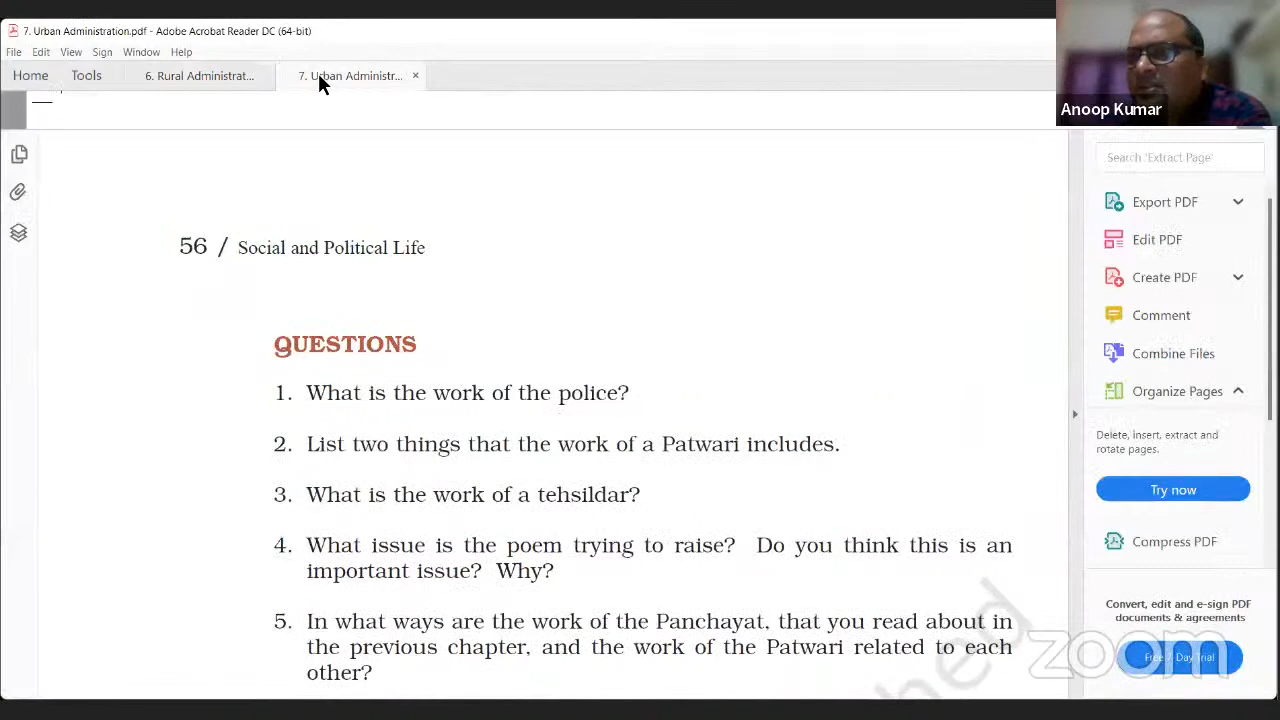 7. Urban Administration.pdf - Adobe Acrobat Reader DC (64-bit)
File Edit View Sign Window Help
Home Tools 6. Rural Administrat... 7. Urban Administr... ×
Anoop Kumar
Search 'Extract Page'
Export PDF
Edit PDF
Create PDF
Comment
Combine Files
Organize Pages
Delete, insert, extract and
rotate pages.
Try now
Compress PDF
Convert, edit and e-sign PDF
documents & agreements
Free 7-Day Trial
zoom
56 / Social and Political Life
QUESTIONS
1. What is the work of the police?
2. List two things that the work of a Patwari includes.
3. What is the work of a tehsildar?
4. What issue is the poem trying to raise? Do you think this is an
important issue? Why?
5. In what ways are the work of the Panchayat, that you read about in
the previous chapter, and the work of the Patwari related to each
other?